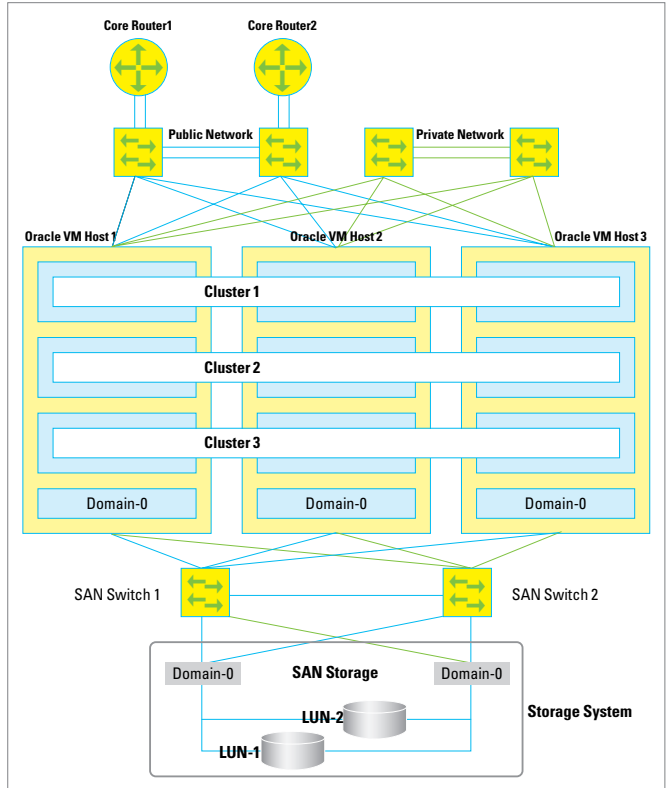 Core Router1 Core Router2
Public Network Private Network
Oracle VM Host 1 Oracle VM Host 2 Oracle VM Host 3
Cluster 1
Cluster 2
Cluster 3
Domain-0 Domain-0 Domain-0
SAN Switch 1 SAN Switch 2
Domain-0 SAN Storage Domain-0
LUN-2 Storage System
LUN-1